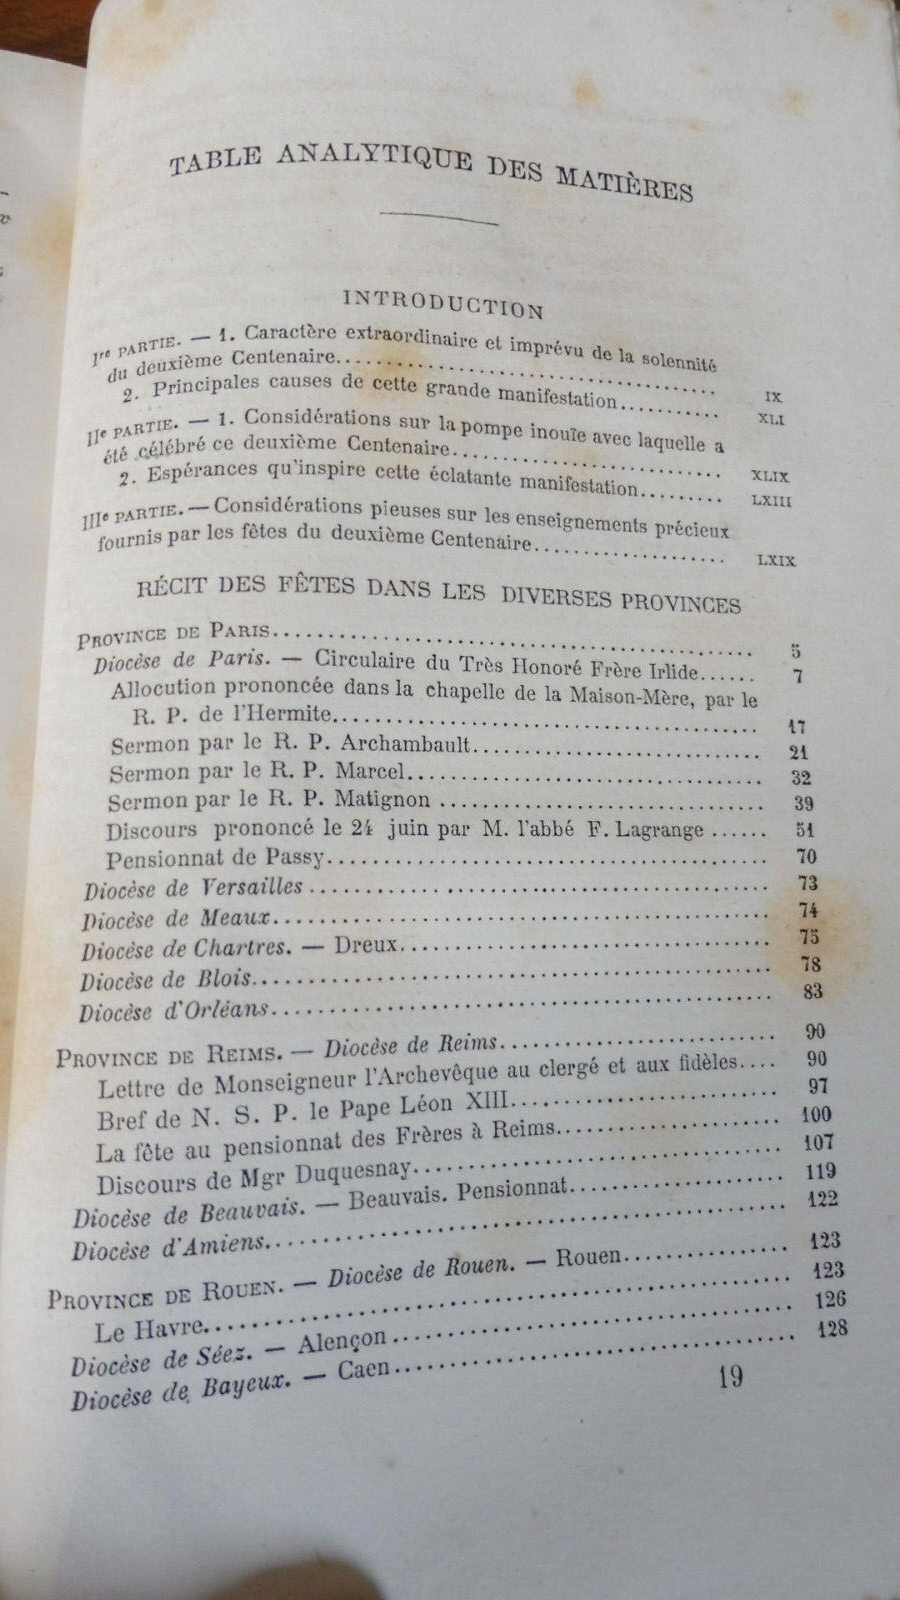 TABLE ANALYTIQUE DES MATIÈRES
INTRODUCTION
Ire PARTIE. — 1. Caractère extraordinaire et imprévu de la solennité
du deuxième Centenaire........ IX
2. Principales causes de cette grande manifestation........ XLI
IIe PARTIE. — 1. Considérations sur la pompe inouïe avec laquelle a
été célébré ce deuxième Centenaire........ XLIX
2. Espérances qu'inspire cette éclatante manifestation........ LXIII
IIIe PARTIE. — Considérations pieuses sur les enseignements précieux
fournis par les fêtes du deuxième Centenaire........ LXIX
RÉCIT DES FÊTES DANS LES DIVERSES PROVINCES
PROVINCE DE PARIS........ 5
Diocèse de Paris. — Circulaire du Très Honoré Frère Irlide...... 7
Allocution prononcée dans la chapelle de la Maison-Mère, par le
R. P. de l'Hermite........ 17
Sermon par le R. P. Archambault........ 21
Sermon par le R. P. Marcel........ 32
Sermon par le R. P. Matignon ........ 39
Discours prononcé le 24 juin par M. l'abbé F. Lagrange ...... 51
Pensionnat de Passy........ 70
Diocèse de Versailles ........ 73
Diocèse de Meaux........ 74
Diocèse de Chartres. — Dreux........ 75
Diocèse de Blois........ 78
Diocèse d'Orléans........ 83
PROVINCE DE REIMS. — Diocèse de Reims........ 90
Lettre de Monseigneur l'Archevêque au clergé et aux fidèles.... 90
Bref de N. S. P. le Pape Léon XIII........ 97
La fête au pensionnat des Frères à Reims........ 100
Discours de Mgr Duquesnay........ 107
Diocèse de Beauvais. — Beauvais. Pensionnat........ 119
Diocèse d'Amiens........ 122
PROVINCE DE ROUEN. — Diocèse de Rouen. — Rouen........ 123
Le Havre........ 123
Diocèse de Séez. — Alençon ........ 126
Diocèse de Bayeux. — Caen ........ 128
19